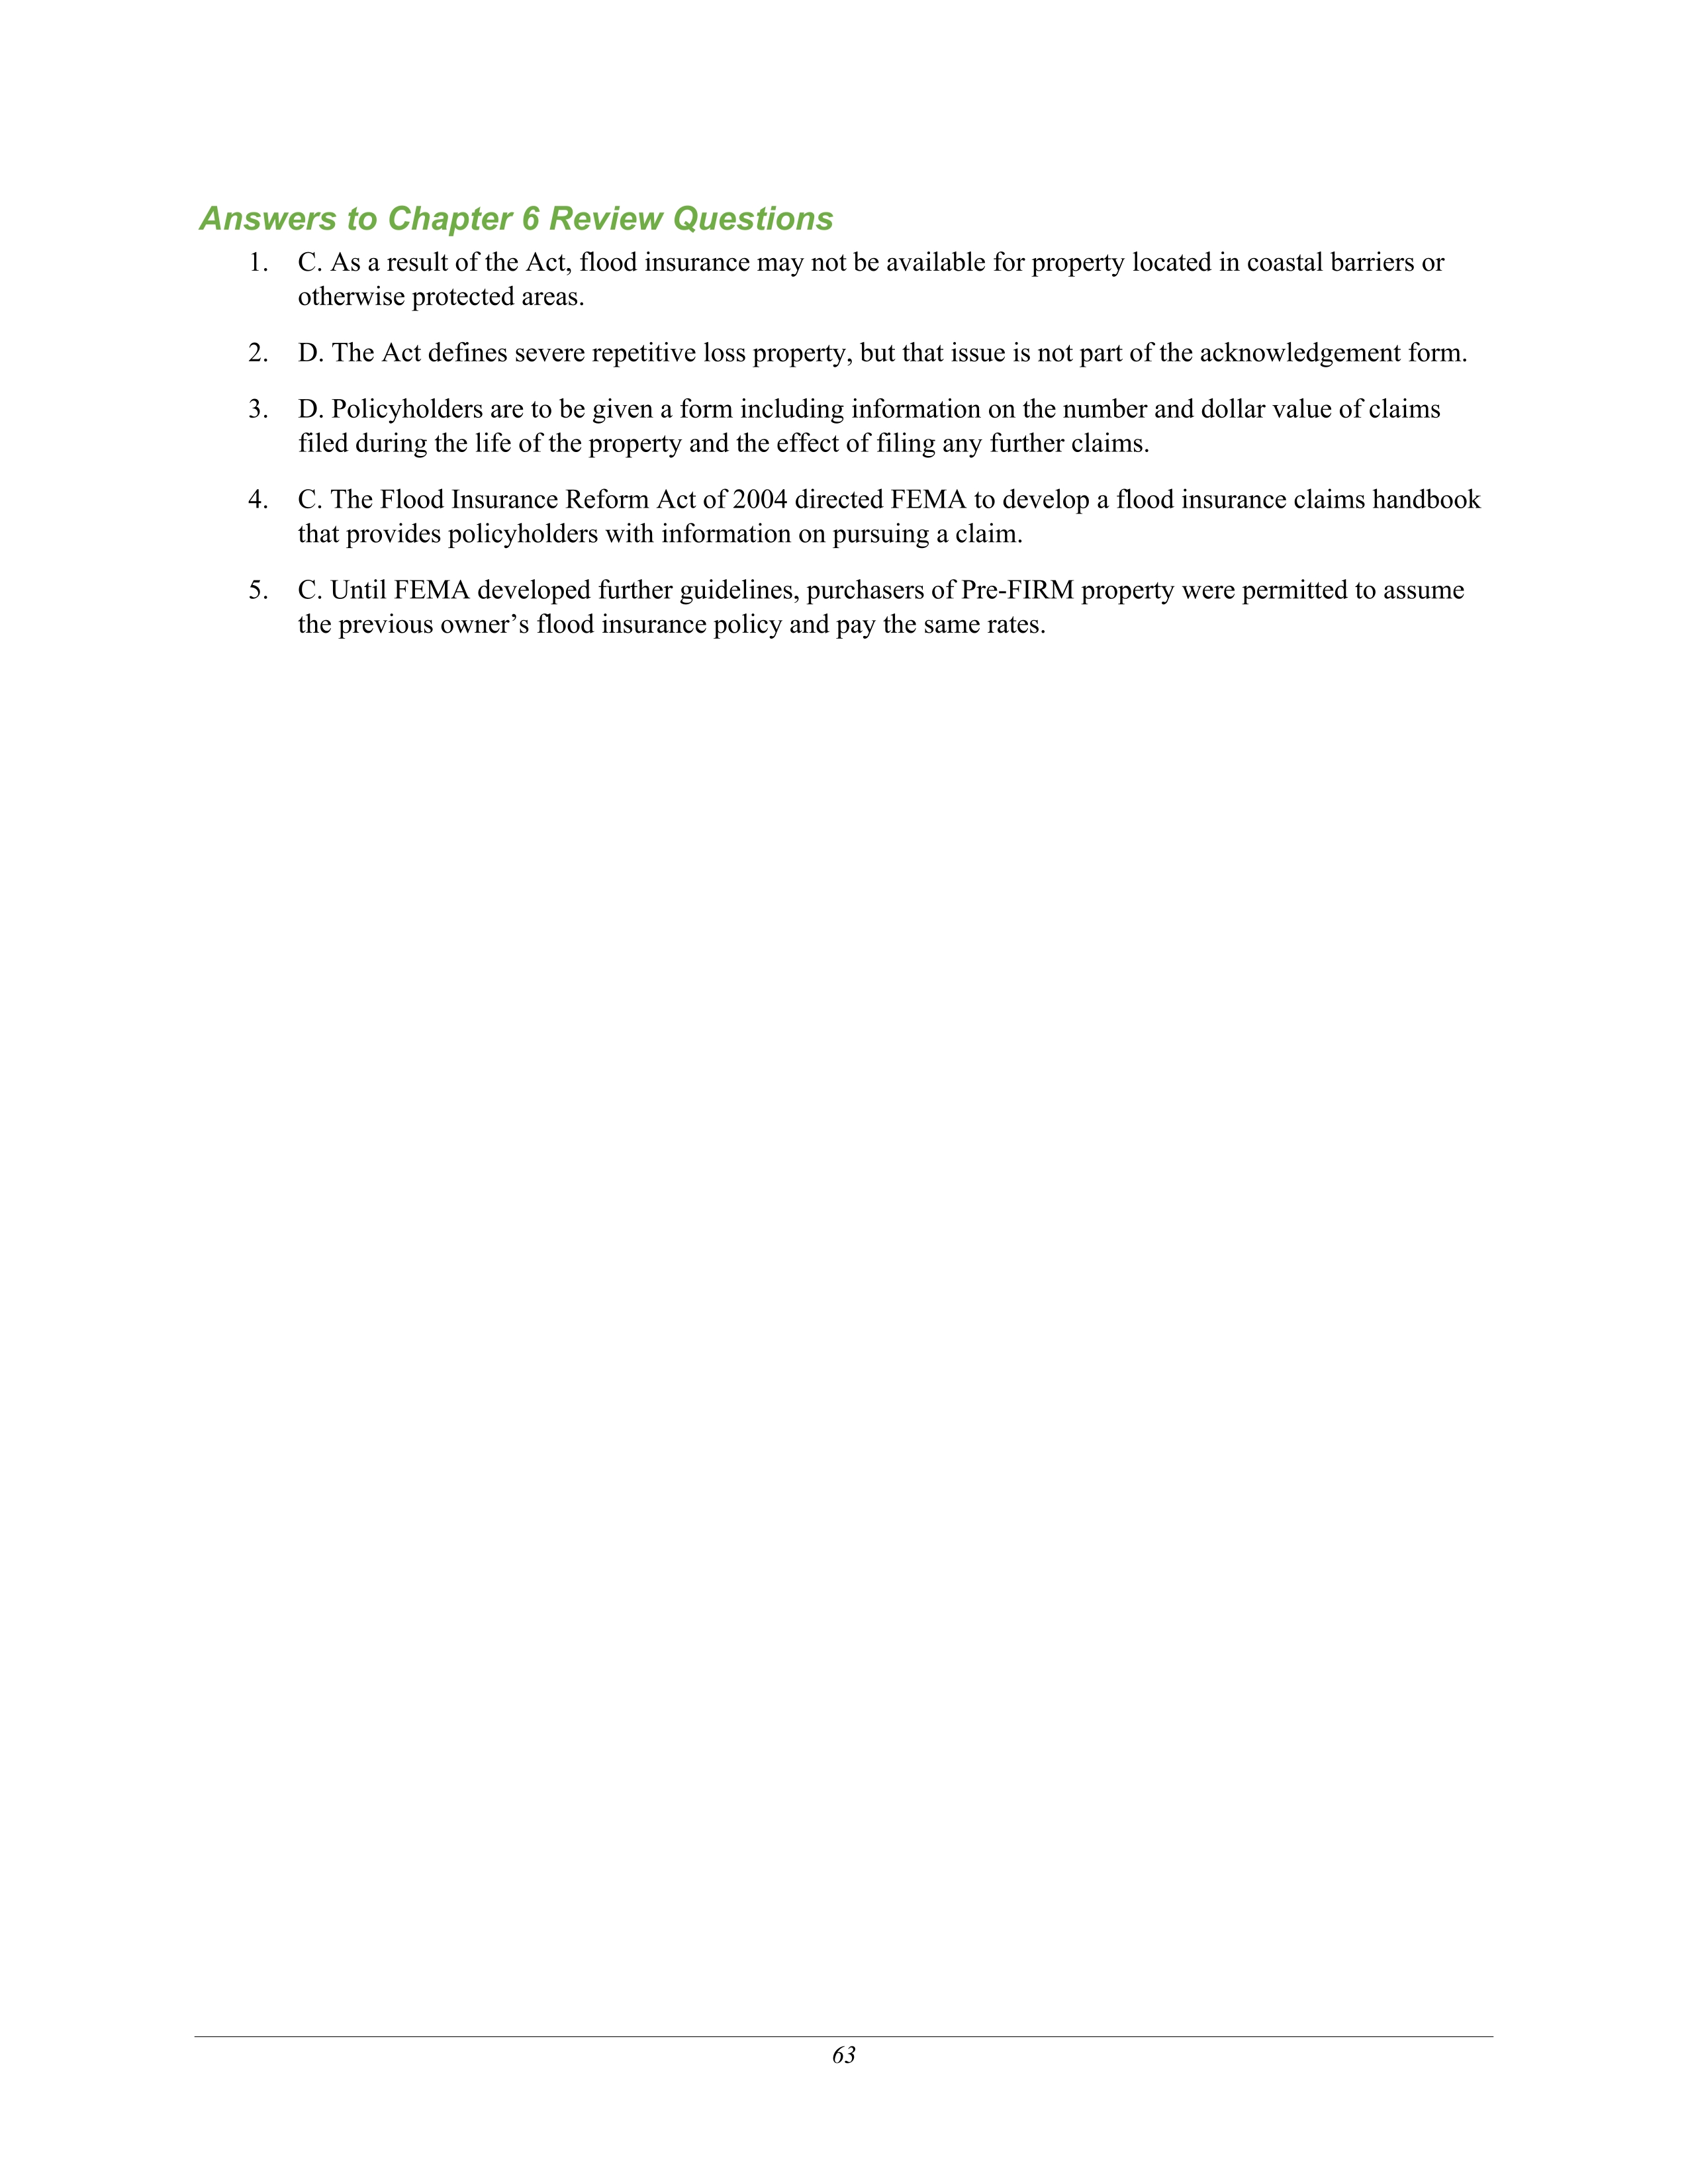 Answers to Chapter 6 Review Questions
1. C. As a result of the Act, flood insurance may not be available for property located in coastal barriers or
otherwise protected areas.
2. D. The Act defines severe repetitive loss property, but that issue is not part of the acknowledgement form.
3. D. Policyholders are to be given a form including information on the number and dollar value of claims
filed during the life of the property and the effect of filing any further claims.
4. C. The Flood Insurance Reform Act of 2004 directed FEMA to develop a flood insurance claims handbook
that provides policyholders with information on pursuing a claim.
5. C. Until FEMA developed further guidelines, purchasers of Pre-FIRM property were permitted to assume
the previous owner’s flood insurance policy and pay the same rates.
63